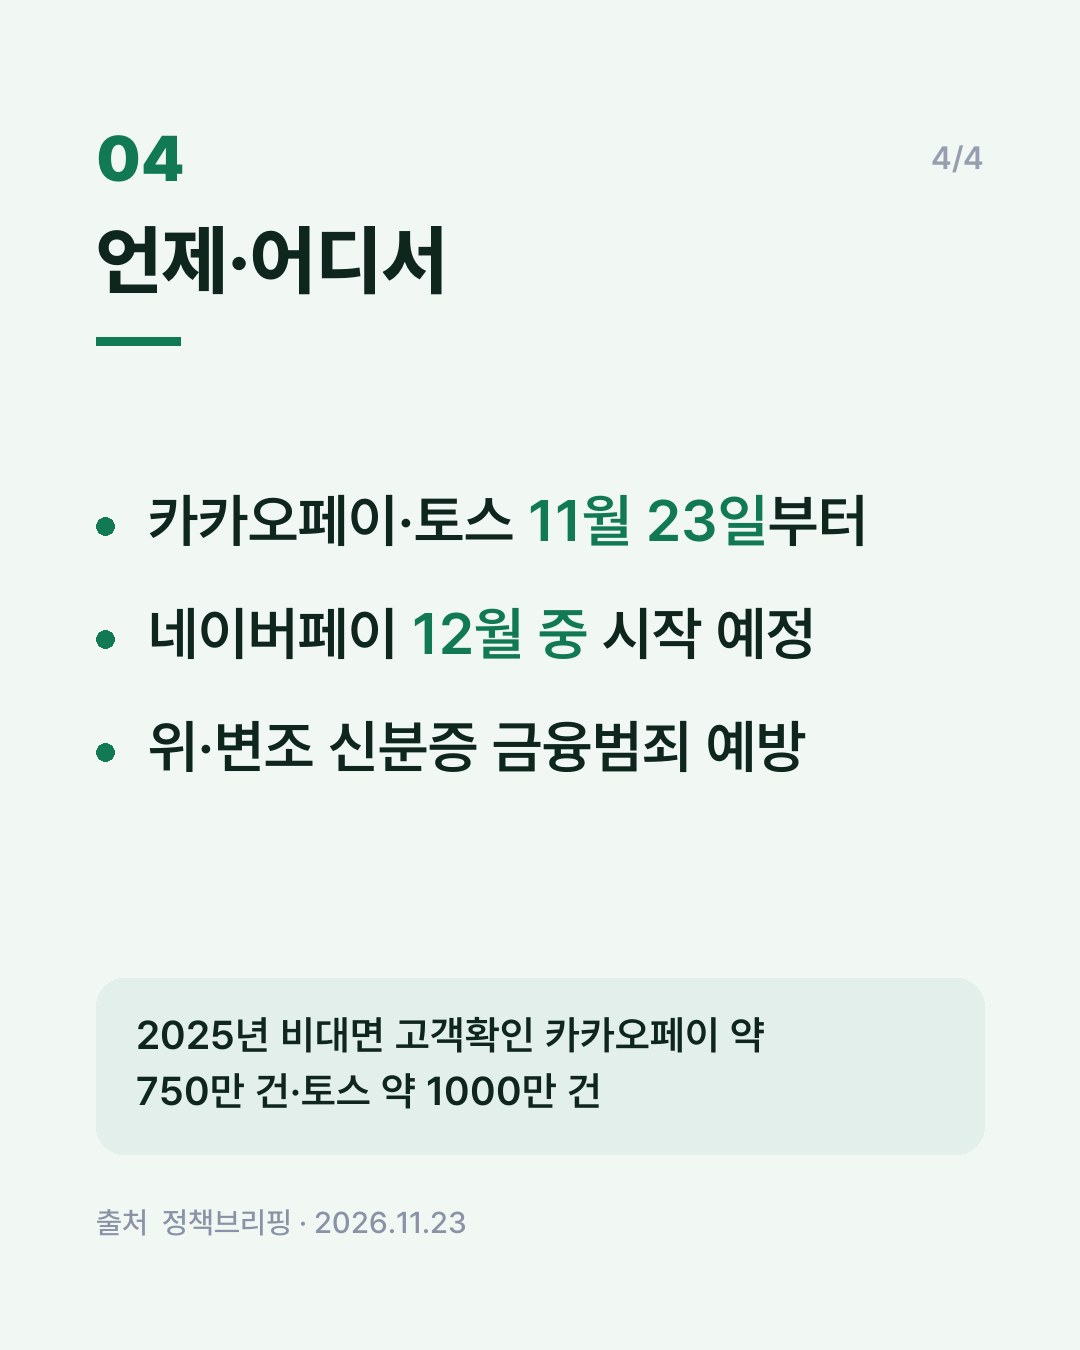 04
4/4
언제·어디서
카카오페이·토스 11월 23일부터
네이버페이 12월 중 시작 예정
위·변조 신분증 금융범죄 예방
2025년 비대면 고객확인 카카오페이 약
750만 건·토스 약 1000만 건
출처 정책브리핑 · 2026.11.23